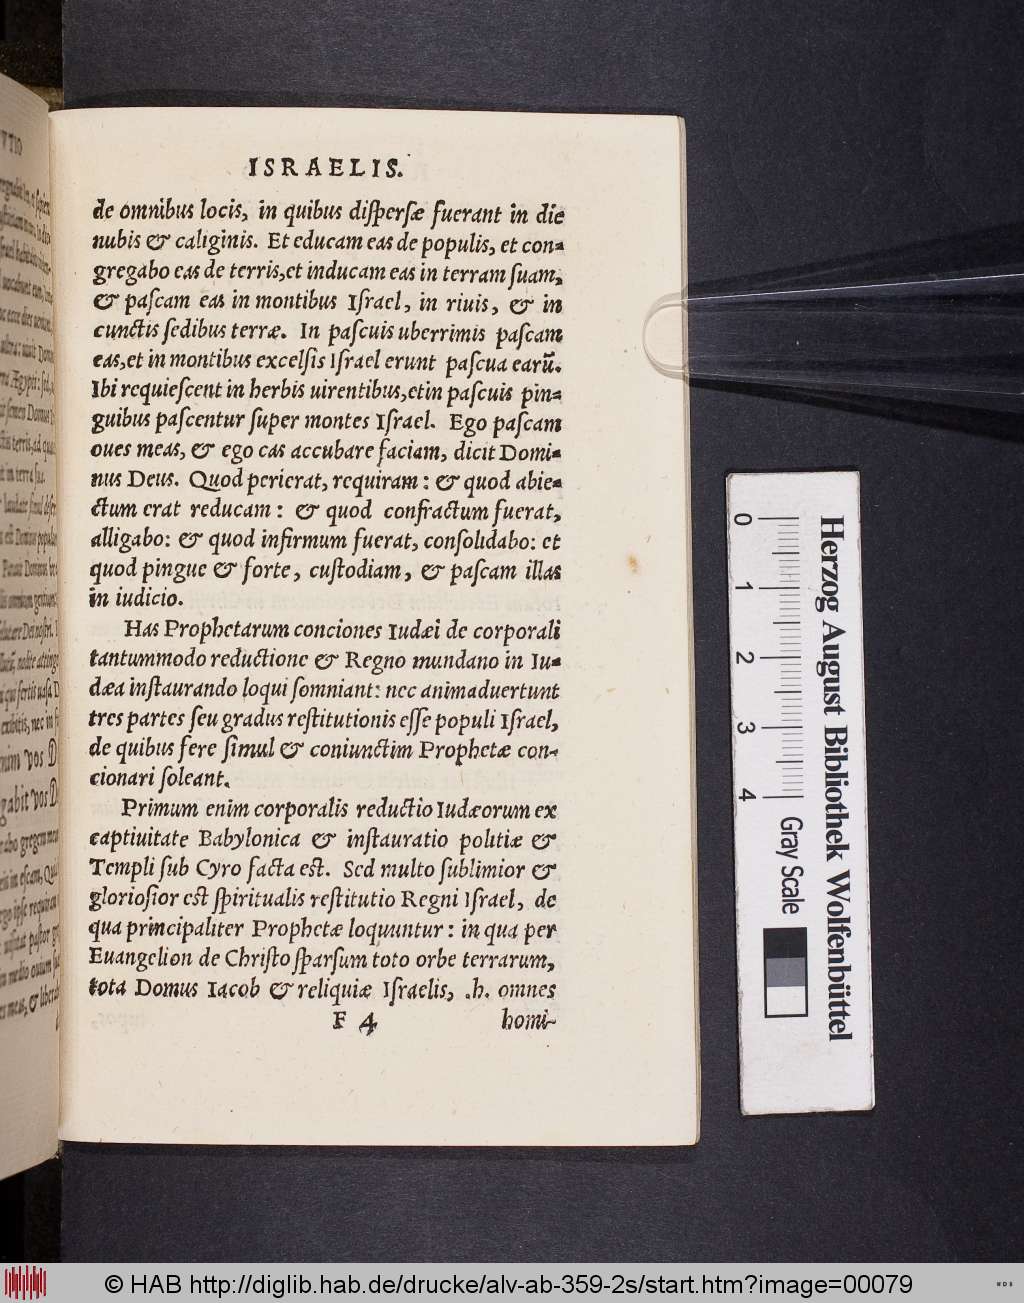 ISRAELIS.
de omnibus locis, in quibus diſperſæ fuerant in die
nubis & caliginis. Et educam eas de populis, et con-
gregabo eas de terris, et inducam eas in terram ſuam,
& paſcam eas in montibus Iſrael, in riuis, & in
cunctis ſedibus terræ. In paſcuis uberrimis paſcam
eas, et in montibus excelſis Iſrael erunt paſcua earũ.
Ibi requieſcent in herbis uirentibus, et in paſcuis pin-
guibus paſcentur ſuper montes Iſrael. Ego paſcam
oues meas, & ego eas accubare faciam, dicit Domi-
nus Deus. Quod perierat, requiram: & quod abie-
ctum erat reducam: & quod confractum fuerat,
alligabo: & quod infirmum fuerat, conſolidabo: et
quod pingue & forte, cuſtodiam, & paſcam illas
in iudicio.
Has Prophetarum conciones Iudæi de corporali
tantummodo reductione & Regno mundano in Iu-
dæa inſtaurando loqui ſomniant: nec animaduertunt
tres partes ſeu gradus reſtitutionis eſſe populi Iſrael,
de quibus fere ſimul & coniunctim Prophetæ con-
cionari ſoleant.
Primum enim corporalis reductio Iudæorum ex
captiuitate Babylonica & inſtauratio politiæ &
Templi ſub Cyro facta eſt. Sed multo ſublimior &
glorioſior eſt ſpiritualis reſtitutio Regni Iſrael, de
qua principaliter Prophetæ loquuntur: in qua per
Euangelion de Chriſto ſparſum toto orbe terrarum,
tota Domus Iacob & reliquiæ Iſraelis, .h. omnes
F 4 homi-
Herzog August Bibliothek Wolfenbüttel
0 1 2 3 4 Gray Scale
© HAB http://diglib.hab.de/drucke/alv-ab-359-2s/start.htm?image=00079